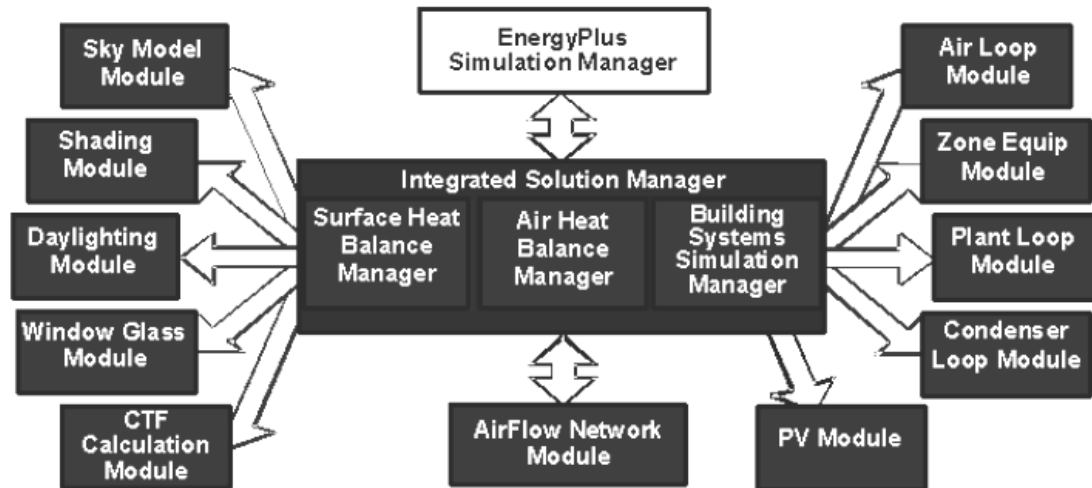 EnergyPlus
Simulation Manager
Sky Model
Module
Shading
Module
Daylighting
Module
Window Glass
Module
CTF
Calculation
Module
Integrated Solution Manager
Surface Heat
Balance
Manager
Air Heat
Balance
Manager
Building
Systems
Simulation
Manager
AirFlow Network
Module
Air Loop
Module
Zone Equip
Module
Plant Loop
Module
Condenser
Loop Module
PV Module